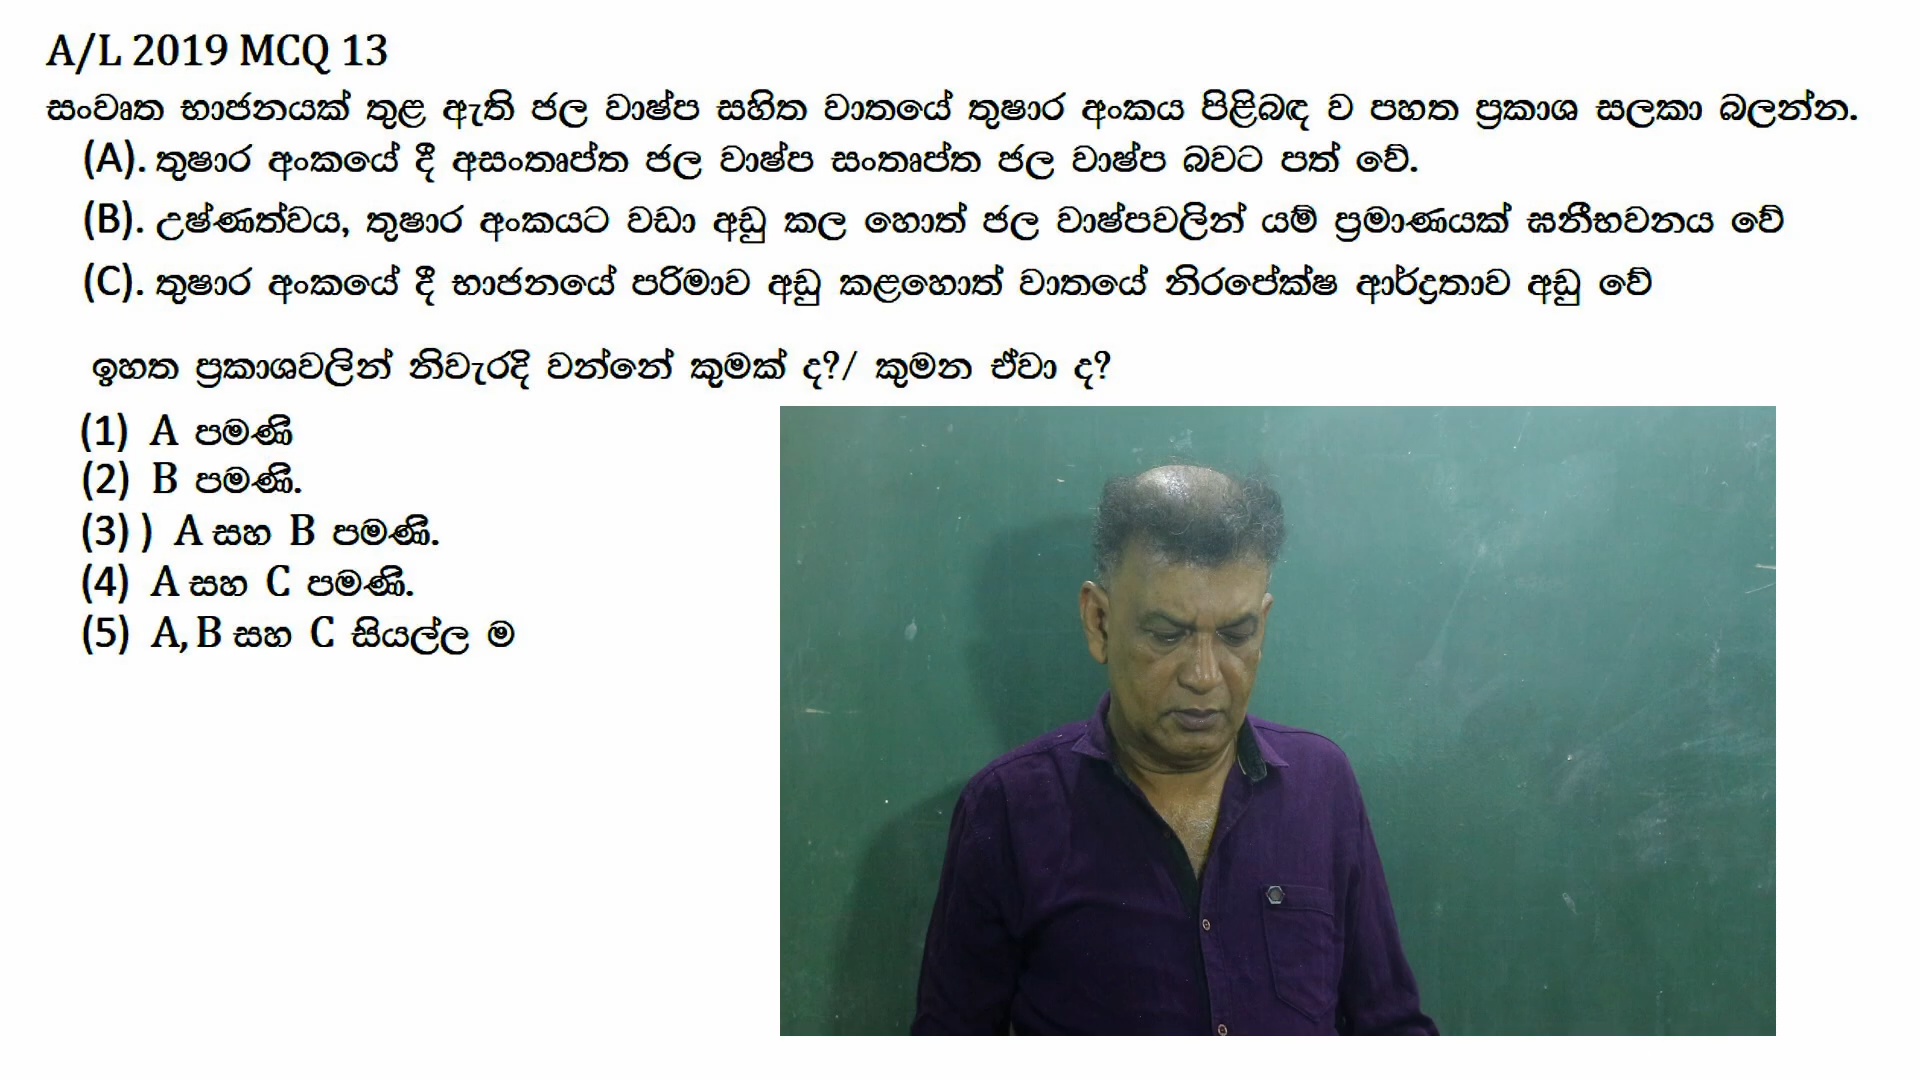 A/L 2019 MCQ 13
සංවෘත භාජනයක් තුළ ඇති ජල වාෂ්ප සහිත වාතයේ තුෂාර අංකය පිළිබඳ ව පහත ප්‍රකාශ සලකා බලන්න.
(A). තුෂාර අංකයේ දී අසංතෘප්ත ජල වාෂ්ප සංතෘප්ත ජල වාෂ්ප බවට පත් වේ.
(B). උෂ්ණත්වය, තුෂාර අංකයට වඩා අඩු කල හොත් ජල වාෂ්පවලින් යම් ප්‍රමාණයක් ඝනීභවනය වේ
(C). තුෂාර අංකයේ දී භාජනයේ පරිමාව අඩු කළහොත් වාතයේ නිරපේක්ෂ ආර්ද්‍රතාව අඩු වේ
ඉහත ප්‍රකාශවලින් නිවැරදි වන්නේ කුමක් ද?/ කුමන ඒවා ද?
(1) A පමණි
(2) B පමණි.
(3) ) A සහ B පමණි.
(4) A සහ C පමණි.
(5) A, B සහ C සියල්ල ම